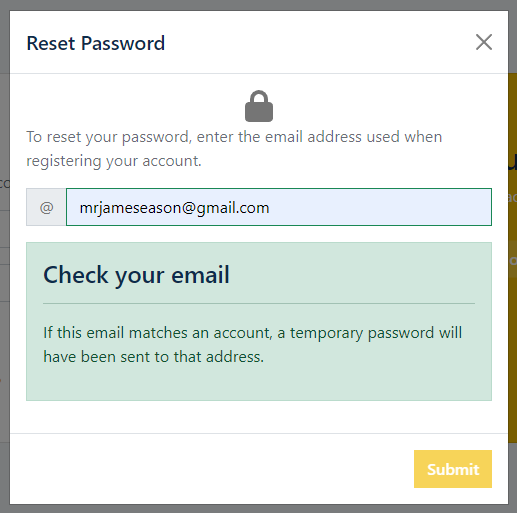 Reset Password
To reset your password, enter the email address used when
registering your account.
@ mrjameseason@gmail.com
Check your email
If this email matches an account, a temporary password will
have been sent to that address.
Submit